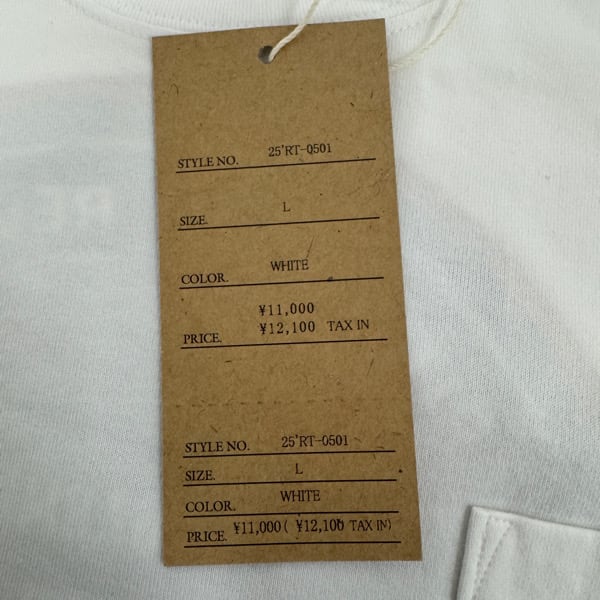 STYLE NO. 25'RT-0501
SIZE. L
COLOR. WHITE
¥11,000
PRICE. ¥12,100 TAX IN
STYLE NO. 25'RT-0501
SIZE. L
COLOR. WHITE
PRICE. ¥11,000( ¥12,100 TAX IN)